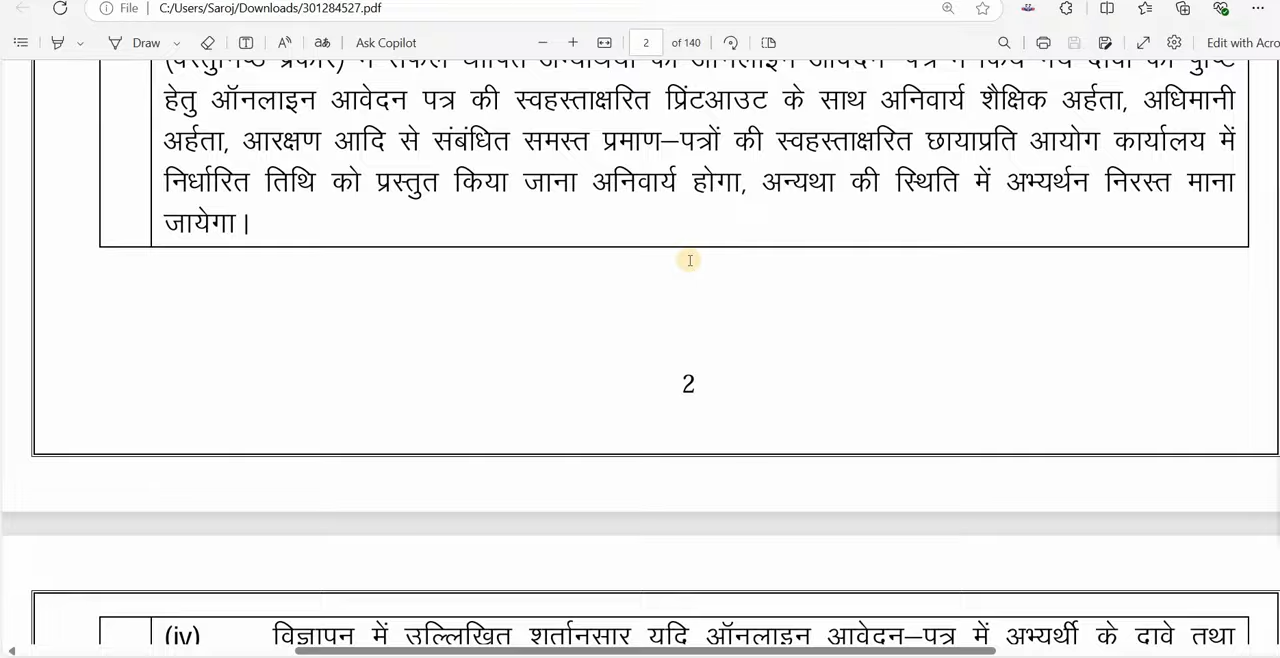 File C:/Users/Saroj/Downloads/301284527.pdf
Draw Ask Copilot 2 of 140 Edit with Acro
हेतु ऑनलाइन आवेदन पत्र की स्वहस्ताक्षरित प्रिंटआउट के साथ अनिवार्य शैक्षिक अर्हता, अधिमानी
अर्हता, आरक्षण आदि से संबंधित समस्त प्रमाण–पत्रों की स्वहस्ताक्षरित छायाप्रति आयोग कार्यालय में
निर्धारित तिथि को प्रस्तुत किया जाना अनिवार्य होगा, अन्यथा की स्थिति में अभ्यर्थन निरस्त माना
जायेगा।
2
(iv) विज्ञापन में उल्लिखित शर्तानुसार यदि ऑनलाइन आवेदन–पत्र में अभ्यर्थी के दावे तथा